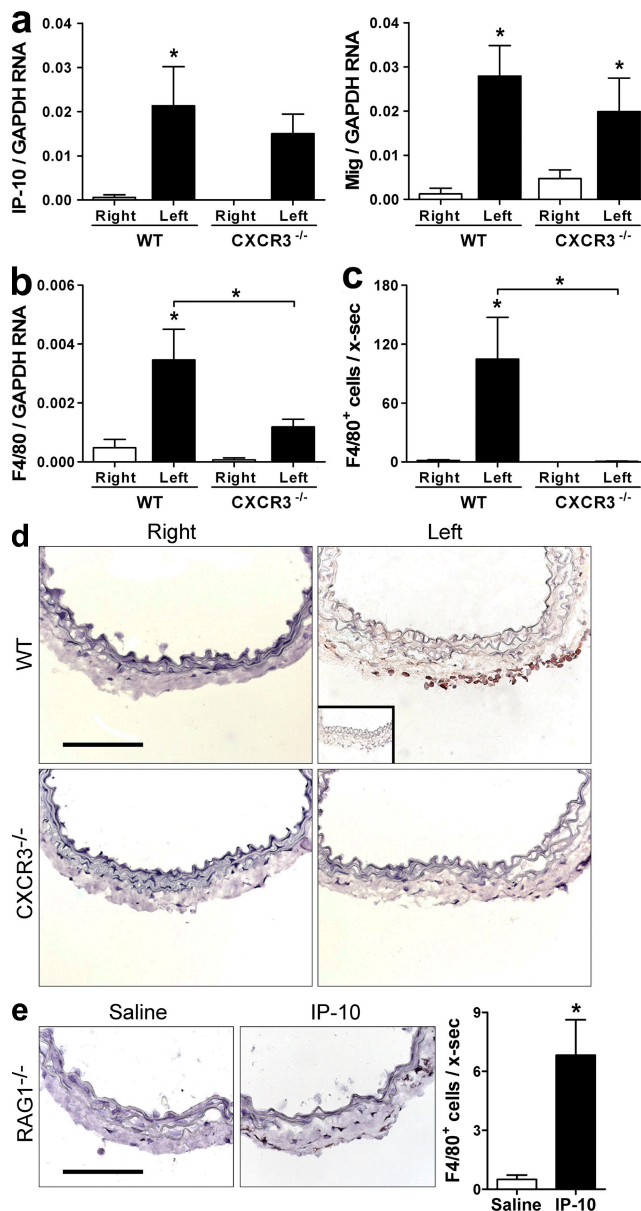 a
IP-10 / GAPDH RNA
0.04
0.03
0.02
0.01
0.00
*
Right Left Right Left
WT CXCR3 -/-
Mig / GAPDH RNA
0.04
0.03
0.02
0.01
0.00
* *
Right Left Right Left
WT CXCR3 -/-
b
F4/80 / GAPDH RNA
0.006
0.004
0.002
0.000
*
*
Right Left Right Left
WT CXCR3 -/-
c
F4/80+ cells / x-sec
180
120
60
0
*
*
Right Left Right Left
WT CXCR3 -/-
d
Right Left
WT
CXCR3-/-
e
Saline IP-10
RAG1-/-
F4/80+ cells / x-sec
9
6
3
0
*
Saline IP-10